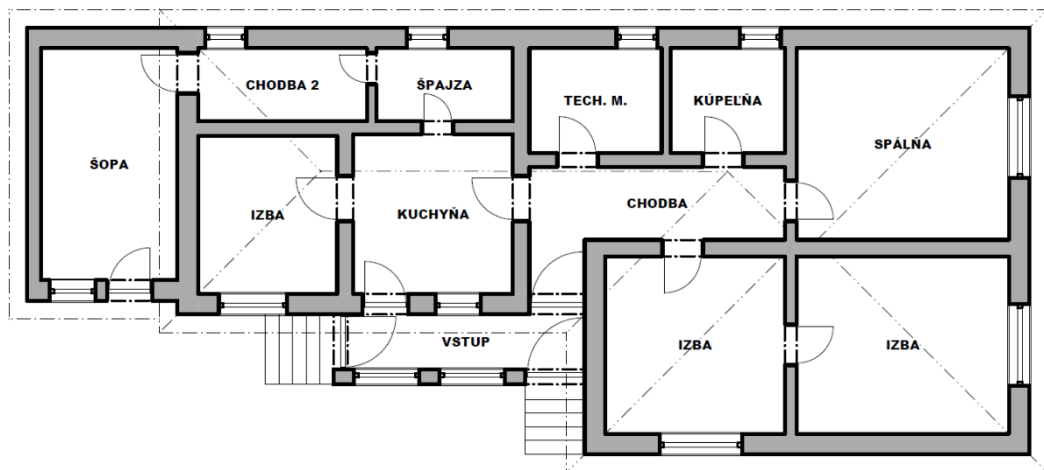 CHODBA 2
ŠPAJZA
TECH. M.
KÚPEĽŇA
SPÁLŇA
ŠOPA
IZBA
KUCHYŇA
CHODBA
VSTUP
IZBA
IZBA